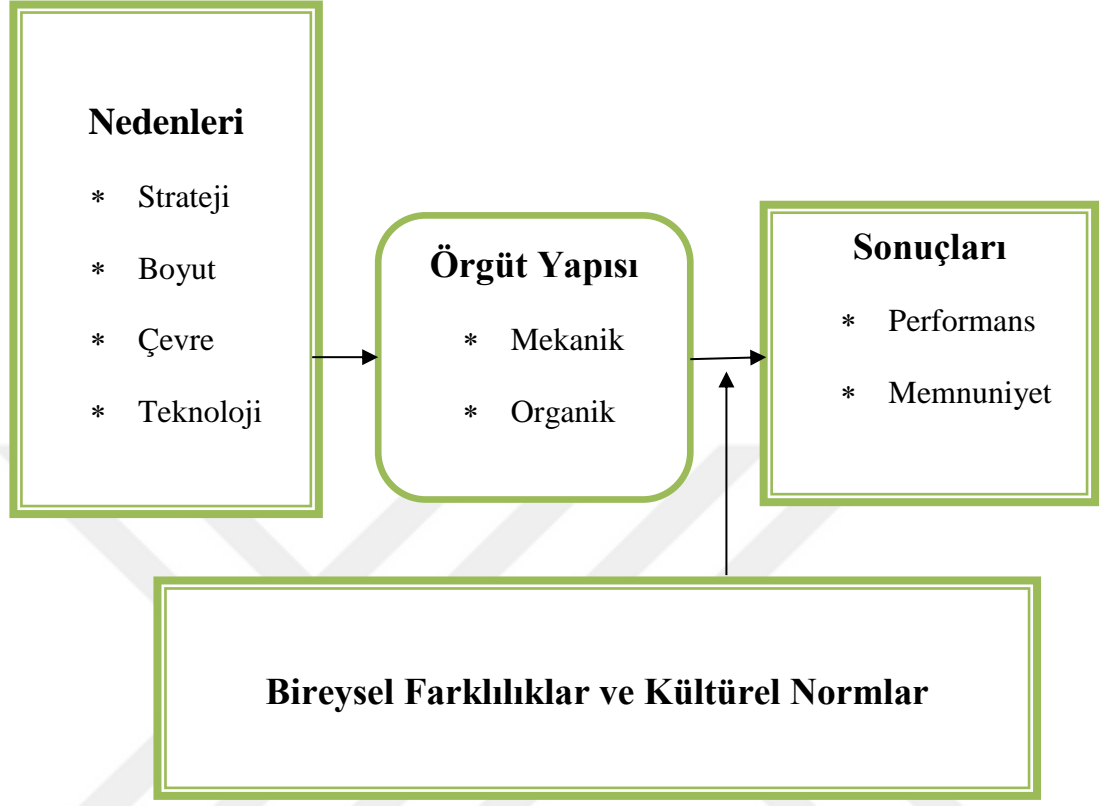 Nedenleri
* Strateji
* Boyut
* Çevre
* Teknoloji
Örgüt Yapısı
* Mekanik
* Organik
Sonuçları
* Performans
* Memnuniyet
Bireysel Farklılıklar ve Kültürel Normlar